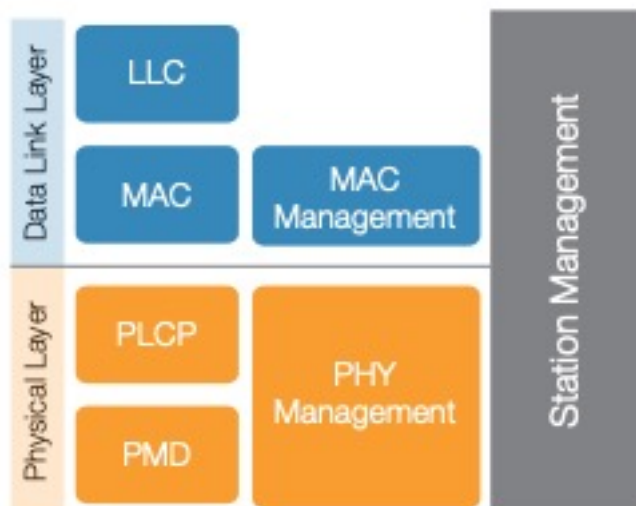 Data Link Layer
LLC
MAC
MAC
Management
Physical Layer
PLCP
PMD
PHY
Management
Station Management